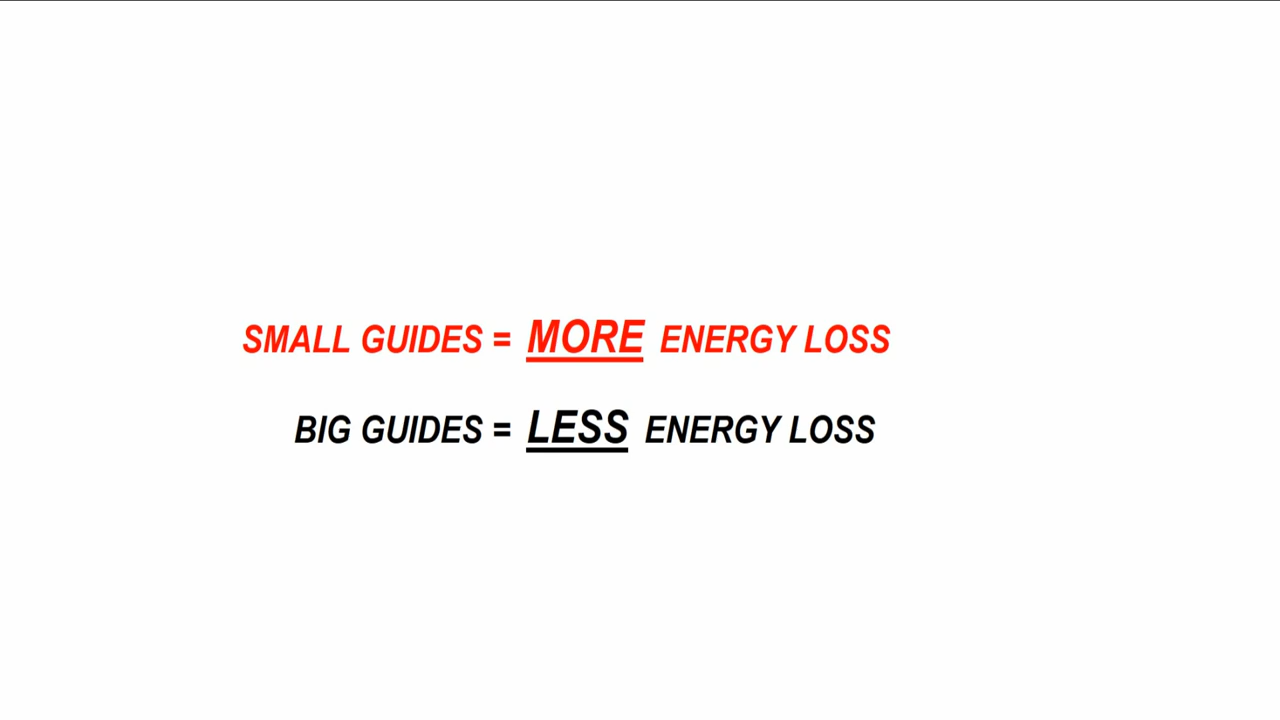 SMALL GUIDES = MORE ENERGY LOSS
BIG GUIDES = LESS ENERGY LOSS